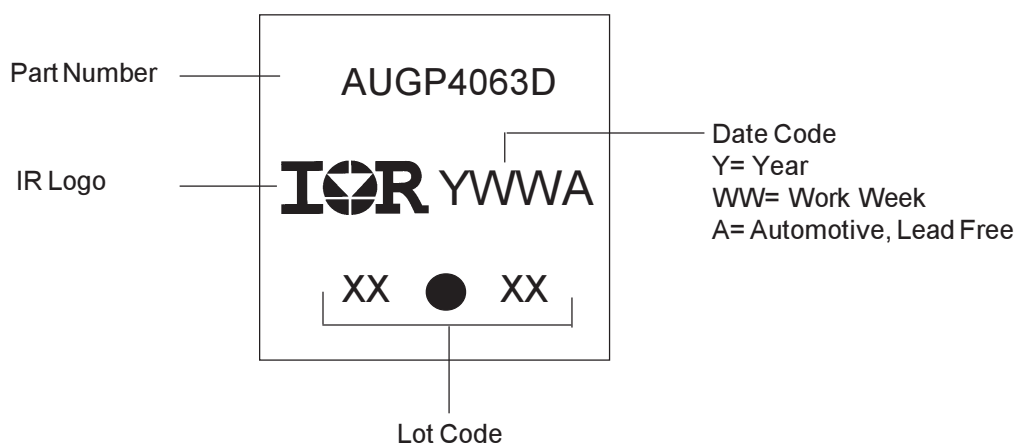 Part Number
AUGP4063D
IR Logo
IOR YWWA
Date Code
Y= Year
WW= Work Week
A= Automotive, Lead Free
XX XX
Lot Code